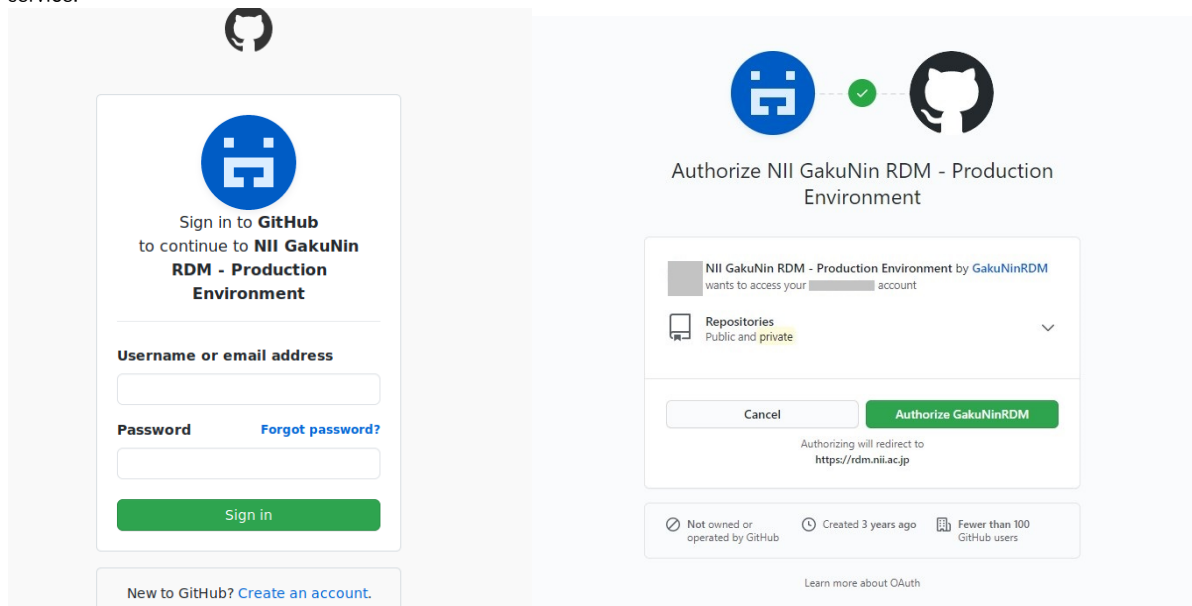 service.
Sign in to GitHub
to continue to NII GakuNin
RDM - Production
Environment
Username or email address
Password Forgot password?
Sign in
New to GitHub? Create an account.
Authorize NII GakuNin RDM - Production
Environment
NII GakuNin RDM - Production Environment by GakuNinRDM
wants to access your account
Repositories
Public and private
Cancel Authorize GakuNinRDM
Authorizing will redirect to
https://rdm.nii.ac.jp
Not owned or
operated by GitHub
Created 3 years ago
Fewer than 100
GitHub users
Learn more about OAuth